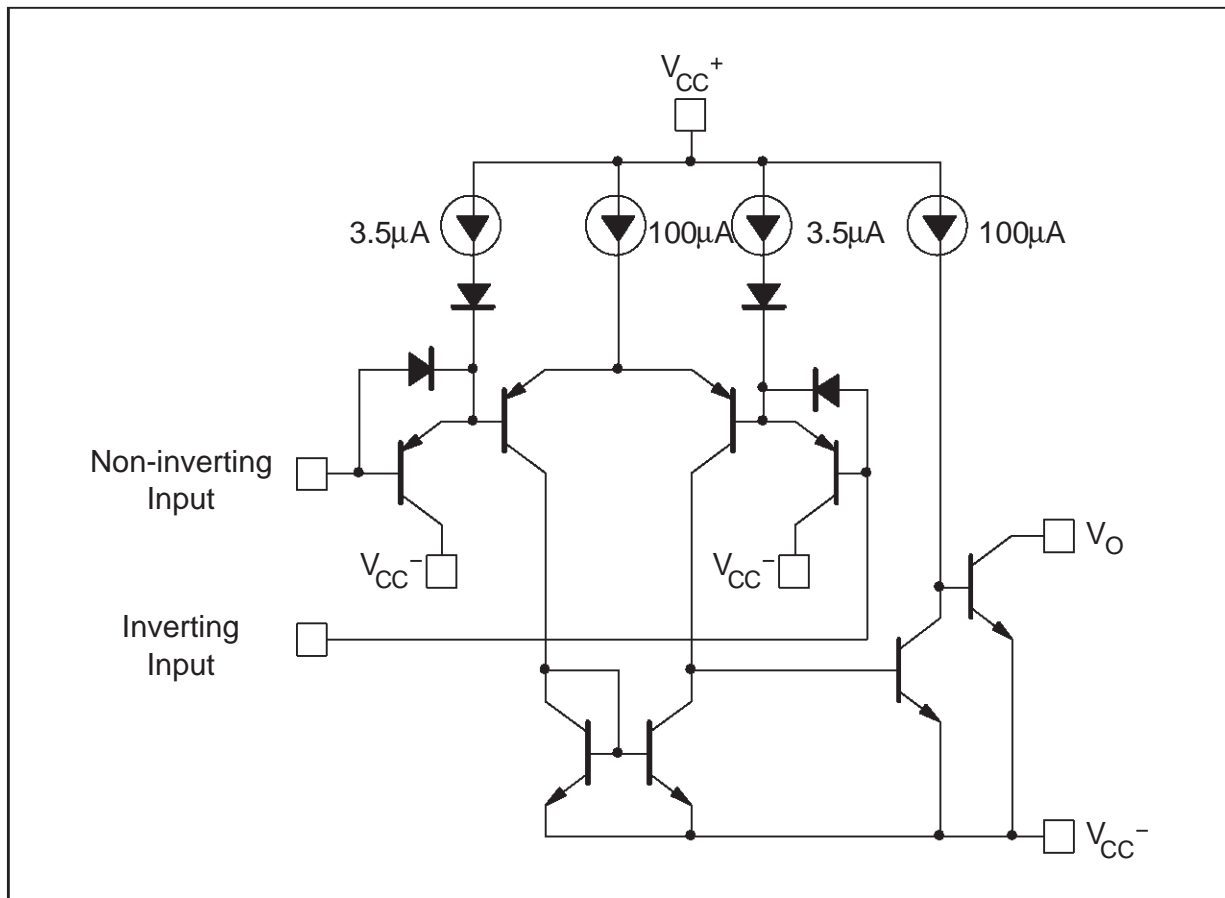 VCC+
3.5µA
100µA
3.5µA
100µA
Non-inverting
Input
VCC−
VCC−
VO
Inverting
Input
VCC−